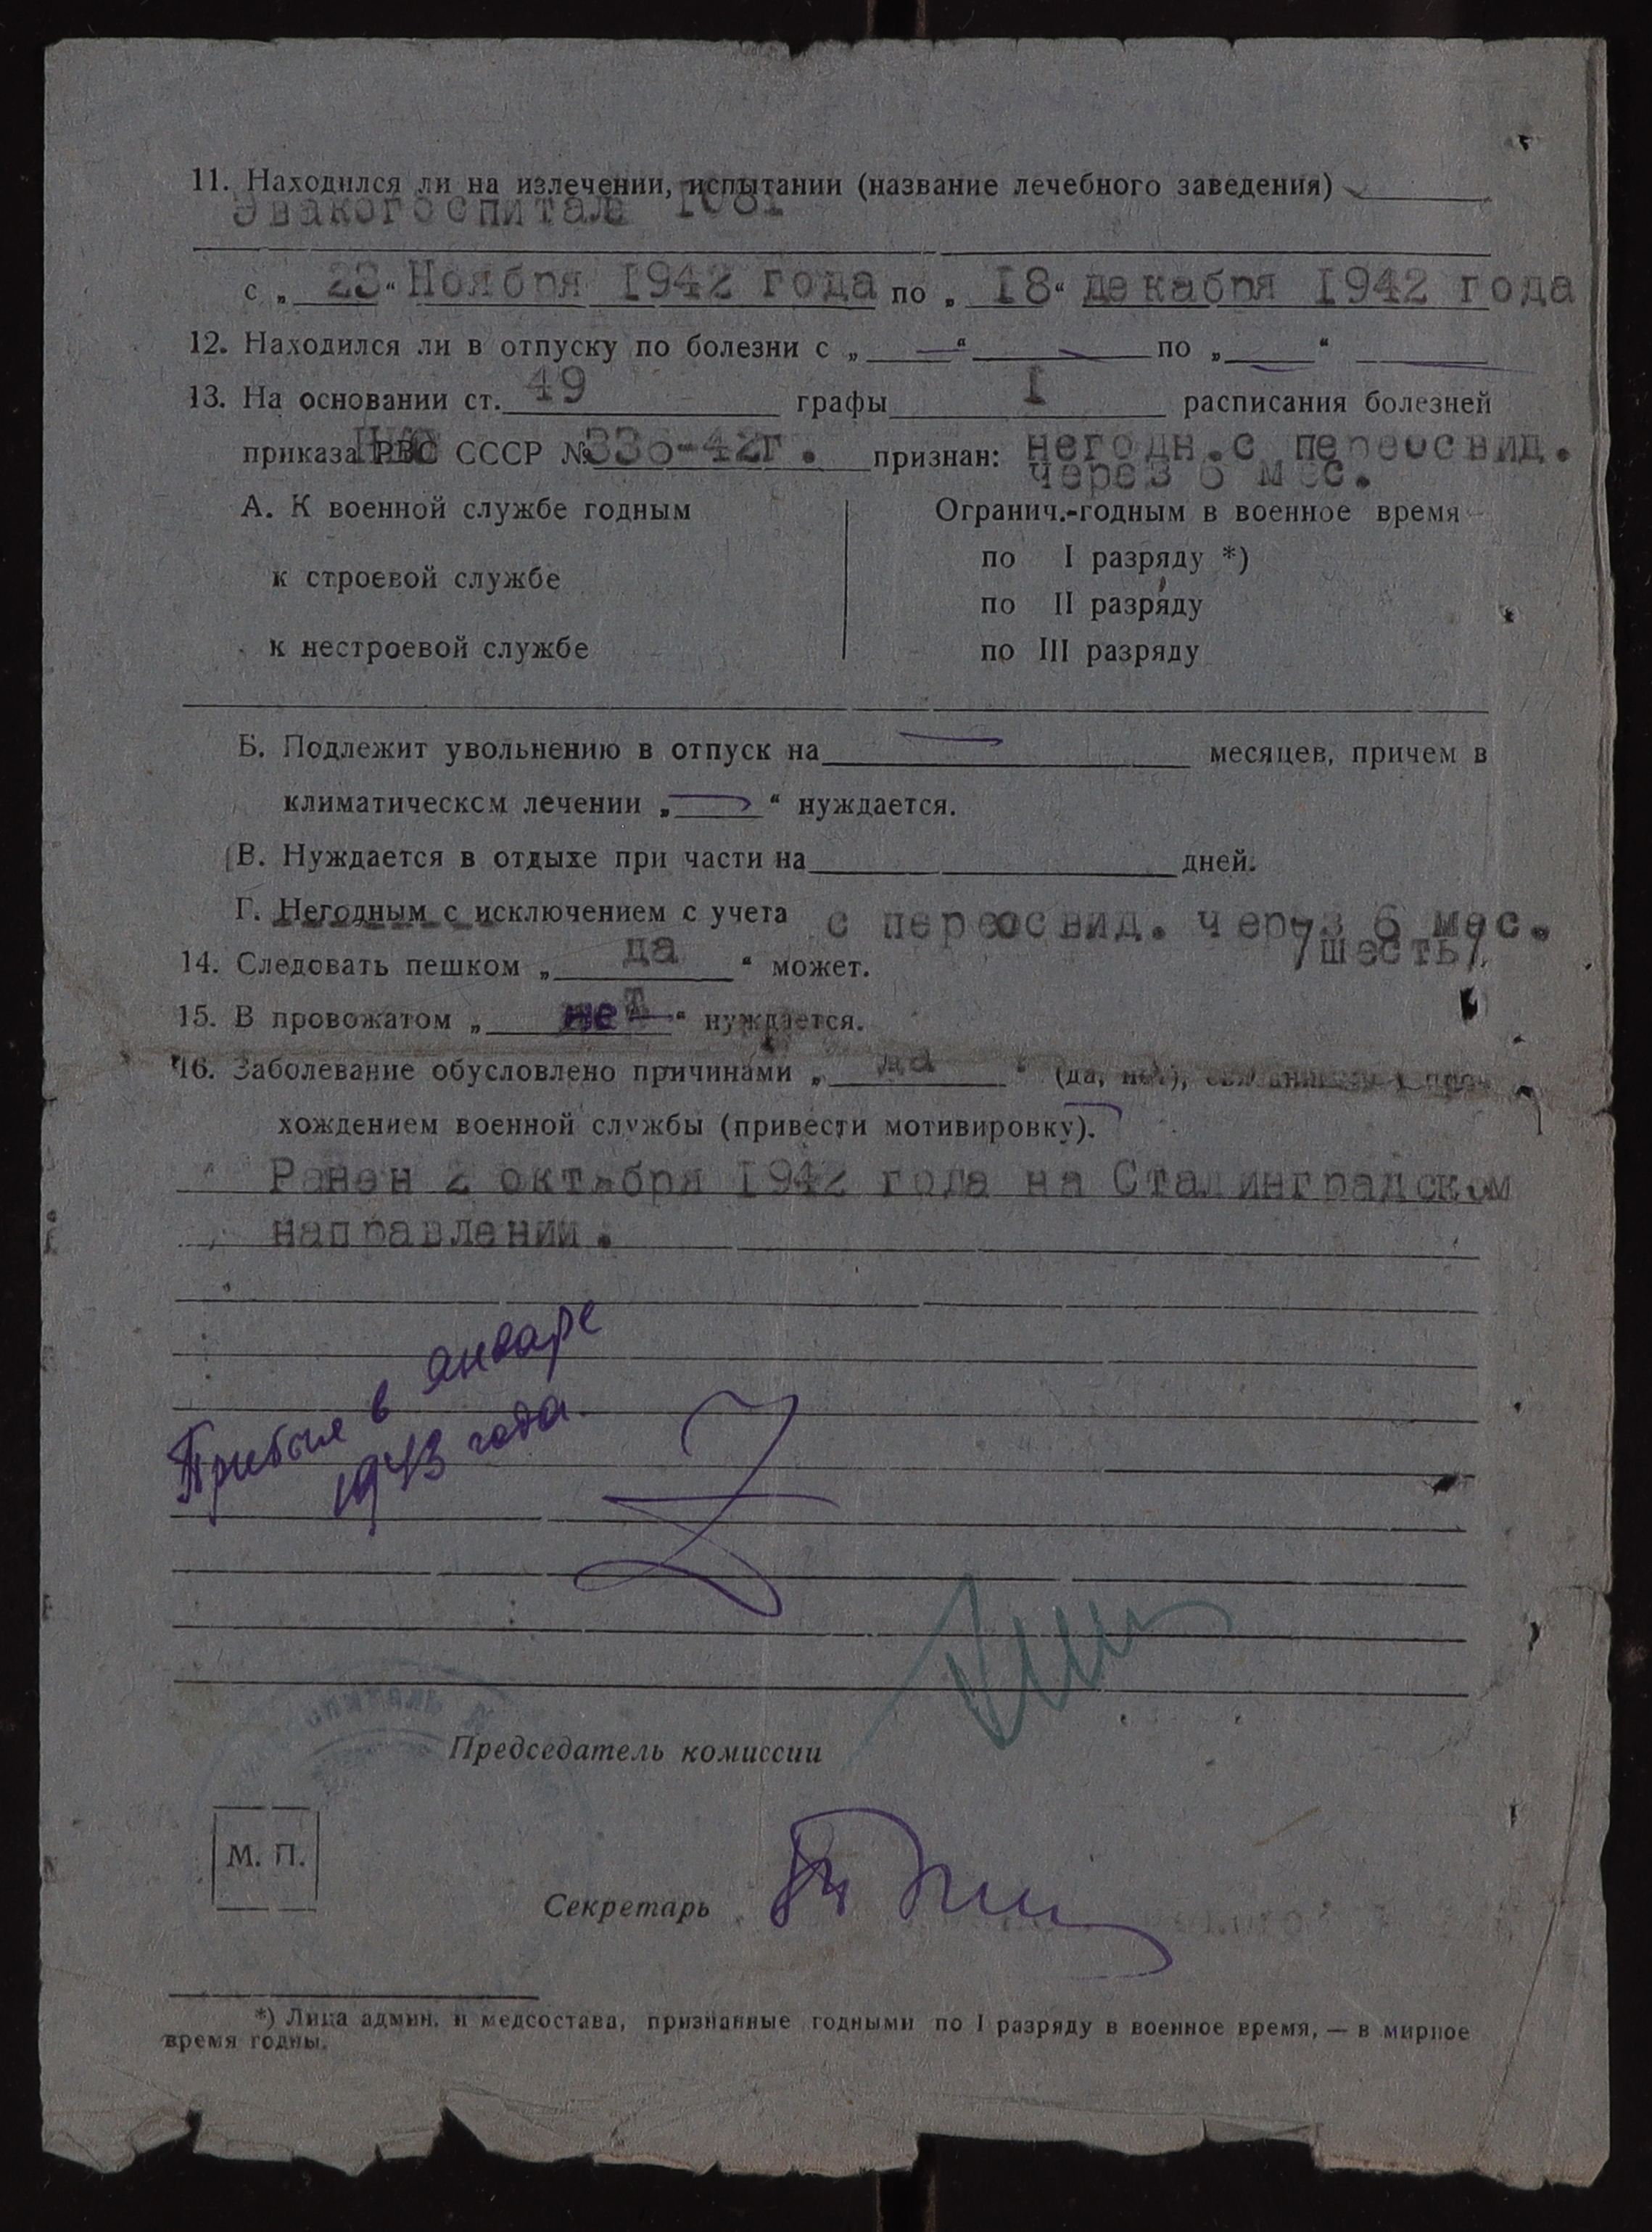 11. Находился ли на излечении, испытании (название лечебного заведения)
Эвакогоспитале 1081
с „ 23 “ Ноября 1942 года по „ 18 “ декабря 1942 года
12. Находился ли в отпуску по болезни с „ — “ — по „ — “ —
13. На основании ст. 49 графы I расписания болезней
приказа НКО СССР № 336-42г. признан: негодн. с переосвид.
через 6 мес.
А. К военной службе годным
Огранич.-годным в военное время
по I разряду *)
к строевой службе
по II разряду
к нестроевой службе
по III разряду
Б. Подлежит увольнению в отпуск на — месяцев, причем в
климатическом лечении „ — “ нуждается.
В. Нуждается в отдыхе при части на дней.
Г. Негодным с исключением с учета с переосвид. через 6 мес.
/шесть/.
14. Следовать пешком „ да “ может.
15. В провожатом „ не “ нуждается.
16. Заболевание обусловлено причинами „ да “ (да, нет), связанными с про-
хождением военной службы (привести мотивировку).
Ранен 2 октября 1942 года на Сталинградском
направлении.
Прибыл в январе
1943 года
Председатель комиссии
М. П.
Секретарь
*) Лица админ. и медсостава, признанные годными по I разряду в военное время, — в мирное
время годны.